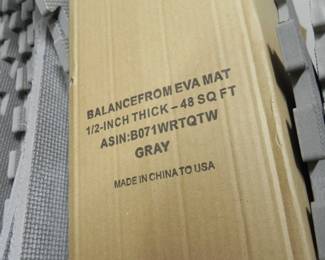 BALANCEFROM EVA MAT
1/2-INCH THICK – 48 SQ FT
ASIN:B071WRTQTW
GRAY
MADE IN CHINA TO USA